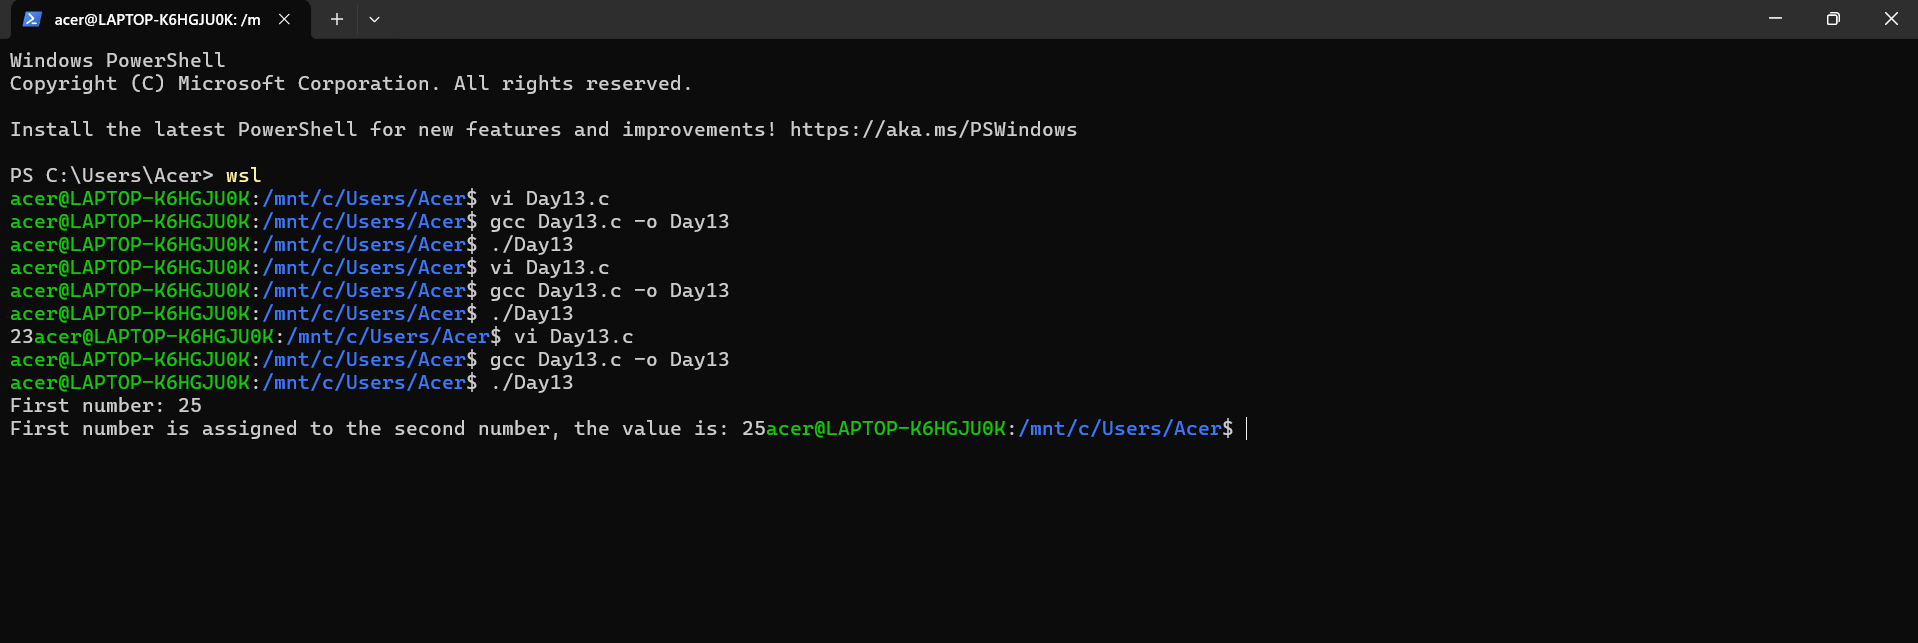 acer@LAPTOP-K6HGJU0K: /m
Windows PowerShell
Copyright (C) Microsoft Corporation. All rights reserved.
Install the latest PowerShell for new features and improvements! https://aka.ms/PSWindows
PS C:\Users\Acer> wsl
acer@LAPTOP-K6HGJU0K:/mnt/c/Users/Acer$ vi Day13.c
acer@LAPTOP-K6HGJU0K:/mnt/c/Users/Acer$ gcc Day13.c -o Day13
acer@LAPTOP-K6HGJU0K:/mnt/c/Users/Acer$ ./Day13
acer@LAPTOP-K6HGJU0K:/mnt/c/Users/Acer$ vi Day13.c
acer@LAPTOP-K6HGJU0K:/mnt/c/Users/Acer$ gcc Day13.c -o Day13
acer@LAPTOP-K6HGJU0K:/mnt/c/Users/Acer$ ./Day13
23acer@LAPTOP-K6HGJU0K:/mnt/c/Users/Acer$ vi Day13.c
acer@LAPTOP-K6HGJU0K:/mnt/c/Users/Acer$ gcc Day13.c -o Day13
acer@LAPTOP-K6HGJU0K:/mnt/c/Users/Acer$ ./Day13
First number: 25
First number is assigned to the second number, the value is: 25acer@LAPTOP-K6HGJU0K:/mnt/c/Users/Acer$